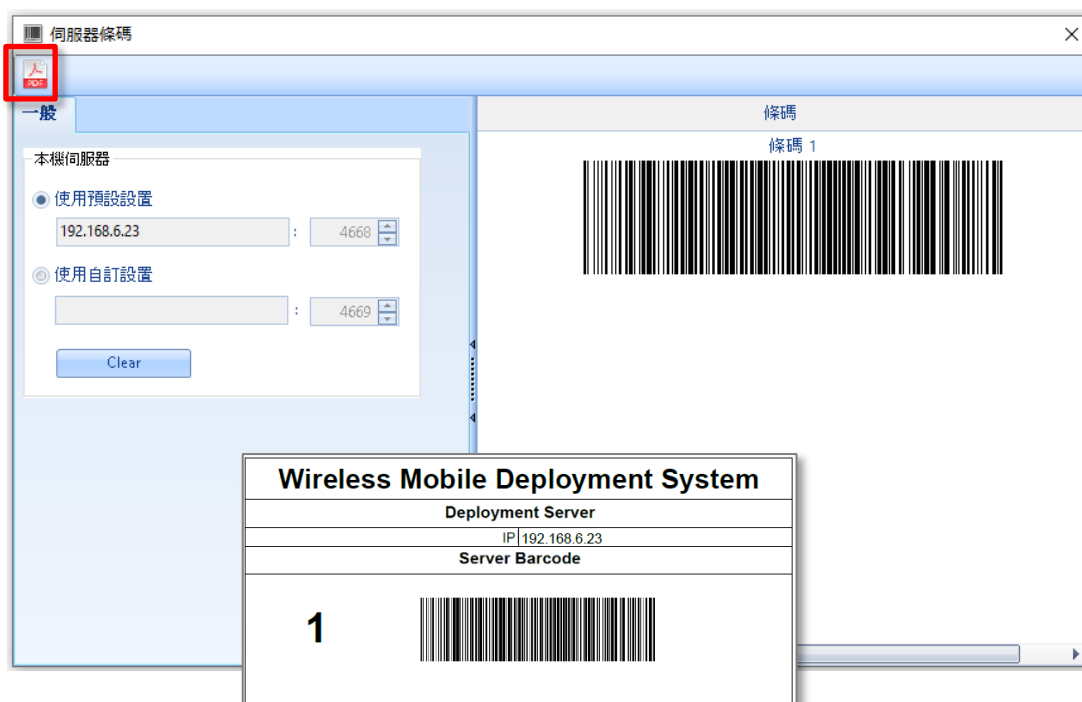 伺服器條碼
PDF
一般
本機伺服器
使用預設設置
192.168.6.23 : 4668
使用自訂設置
: 4669
Clear
條碼
條碼 1
Wireless Mobile Deployment System
Deployment Server
IP 192.168.6.23
Server Barcode
1